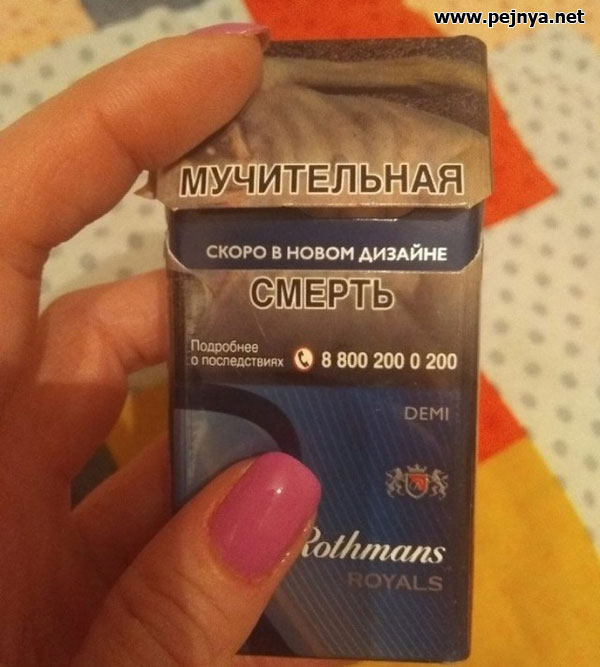 www.pejnya.net
МУЧИТЕЛЬНАЯ
СКОРО В НОВОМ ДИЗАЙНЕ
СМЕРТЬ
Подробнее
о последствиях 8 800 200 0 200
DEMI
Rothmans
ROYALS